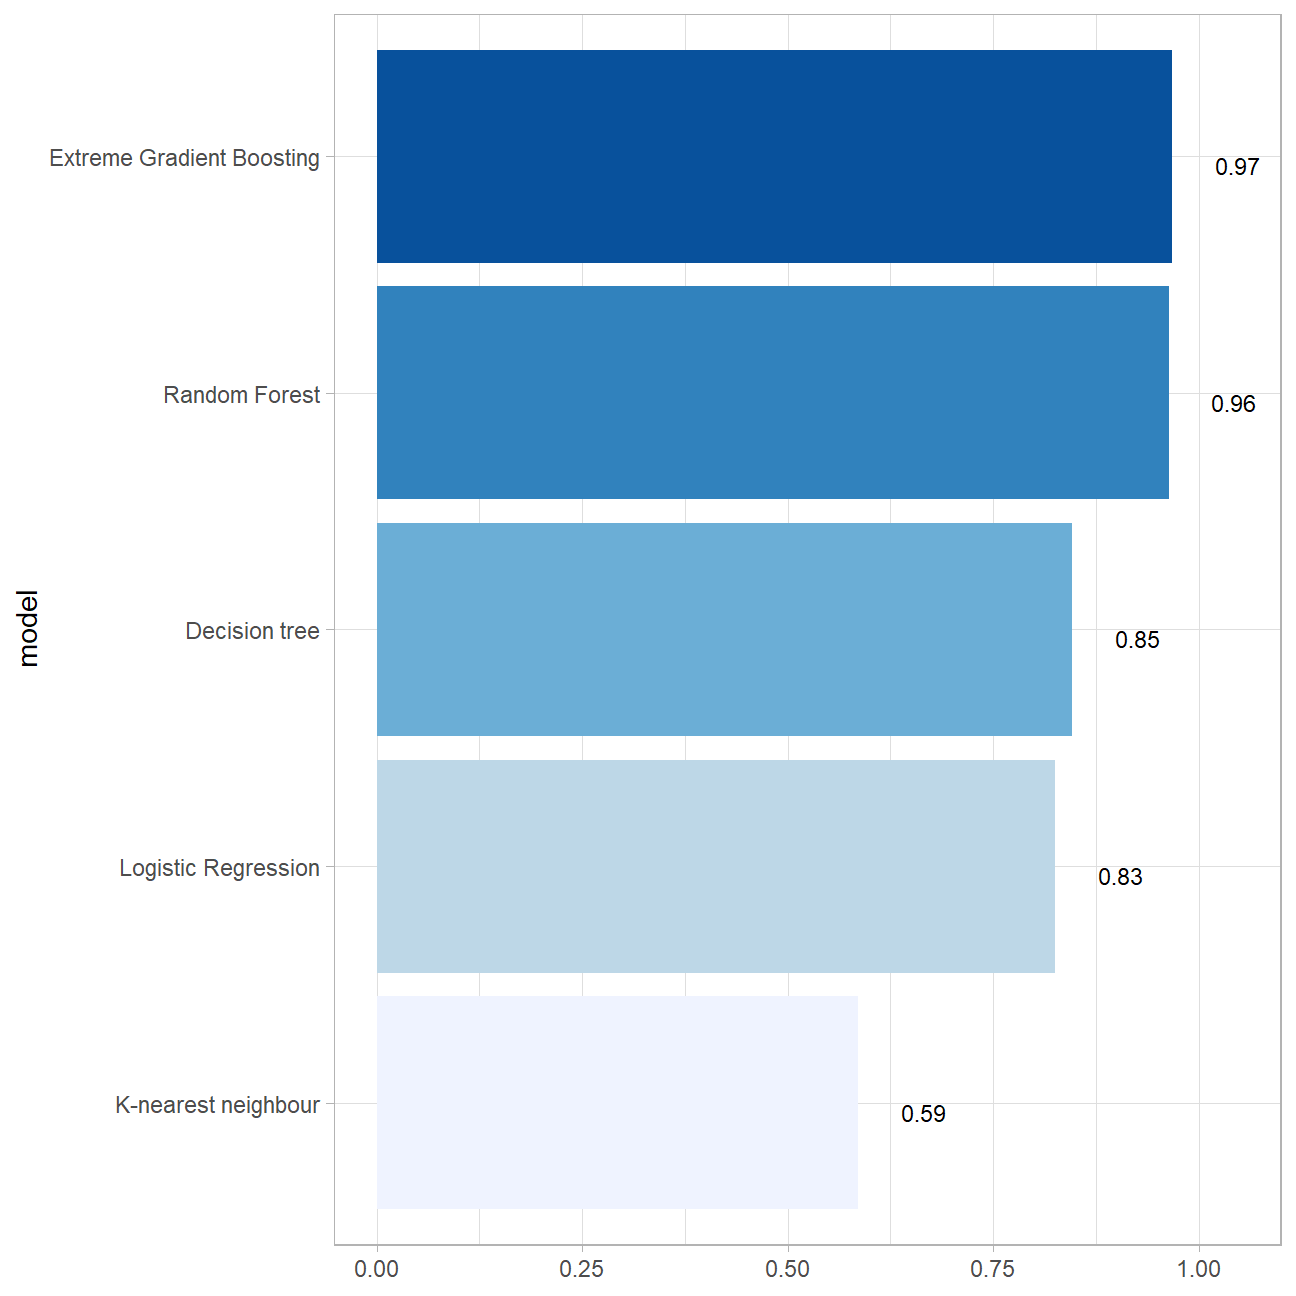 Extreme Gradient Boosting
0.97
Random Forest
0.96
model
Decision tree
0.85
Logistic Regression
0.83
K-nearest neighbour
0.59
0.00
0.25
0.50
0.75
1.00